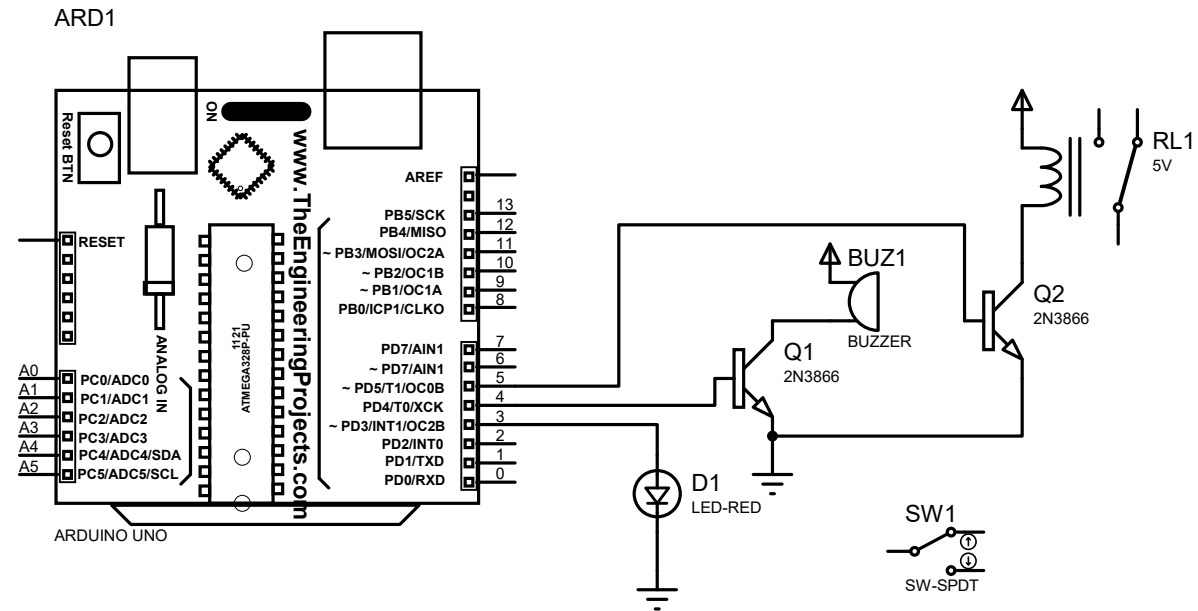 ARD1
Reset BTN
ON
www.TheEngineeringProjects.com
AREF
PB5/SCK 13
PB4/MISO 12
~ PB3/MOSI/OC2A 11
~ PB2/OC1B 10
~ PB1/OC1A 9
PB0/ICP1/CLKO 8
RESET
1121
ATMEGA328P-PU
ANALOG IN
PD7/AIN1 7
~ PD7/AIN1 6
~ PD5/T1/OC0B 5
PD4/T0/XCK 4
~ PD3/INT1/OC2B 3
PD2/INT0 2
PD1/TXD 1
PD0/RXD 0
A0 PC0/ADC0
A1 PC1/ADC1
A2 PC2/ADC2
A3 PC3/ADC3
A4 PC4/ADC4/SDA
A5 PC5/ADC5/SCL
ARDUINO UNO
RL1
5V
BUZ1
BUZZER
Q2
2N3866
Q1
2N3866
D1
LED-RED
SW1
SW-SPDT